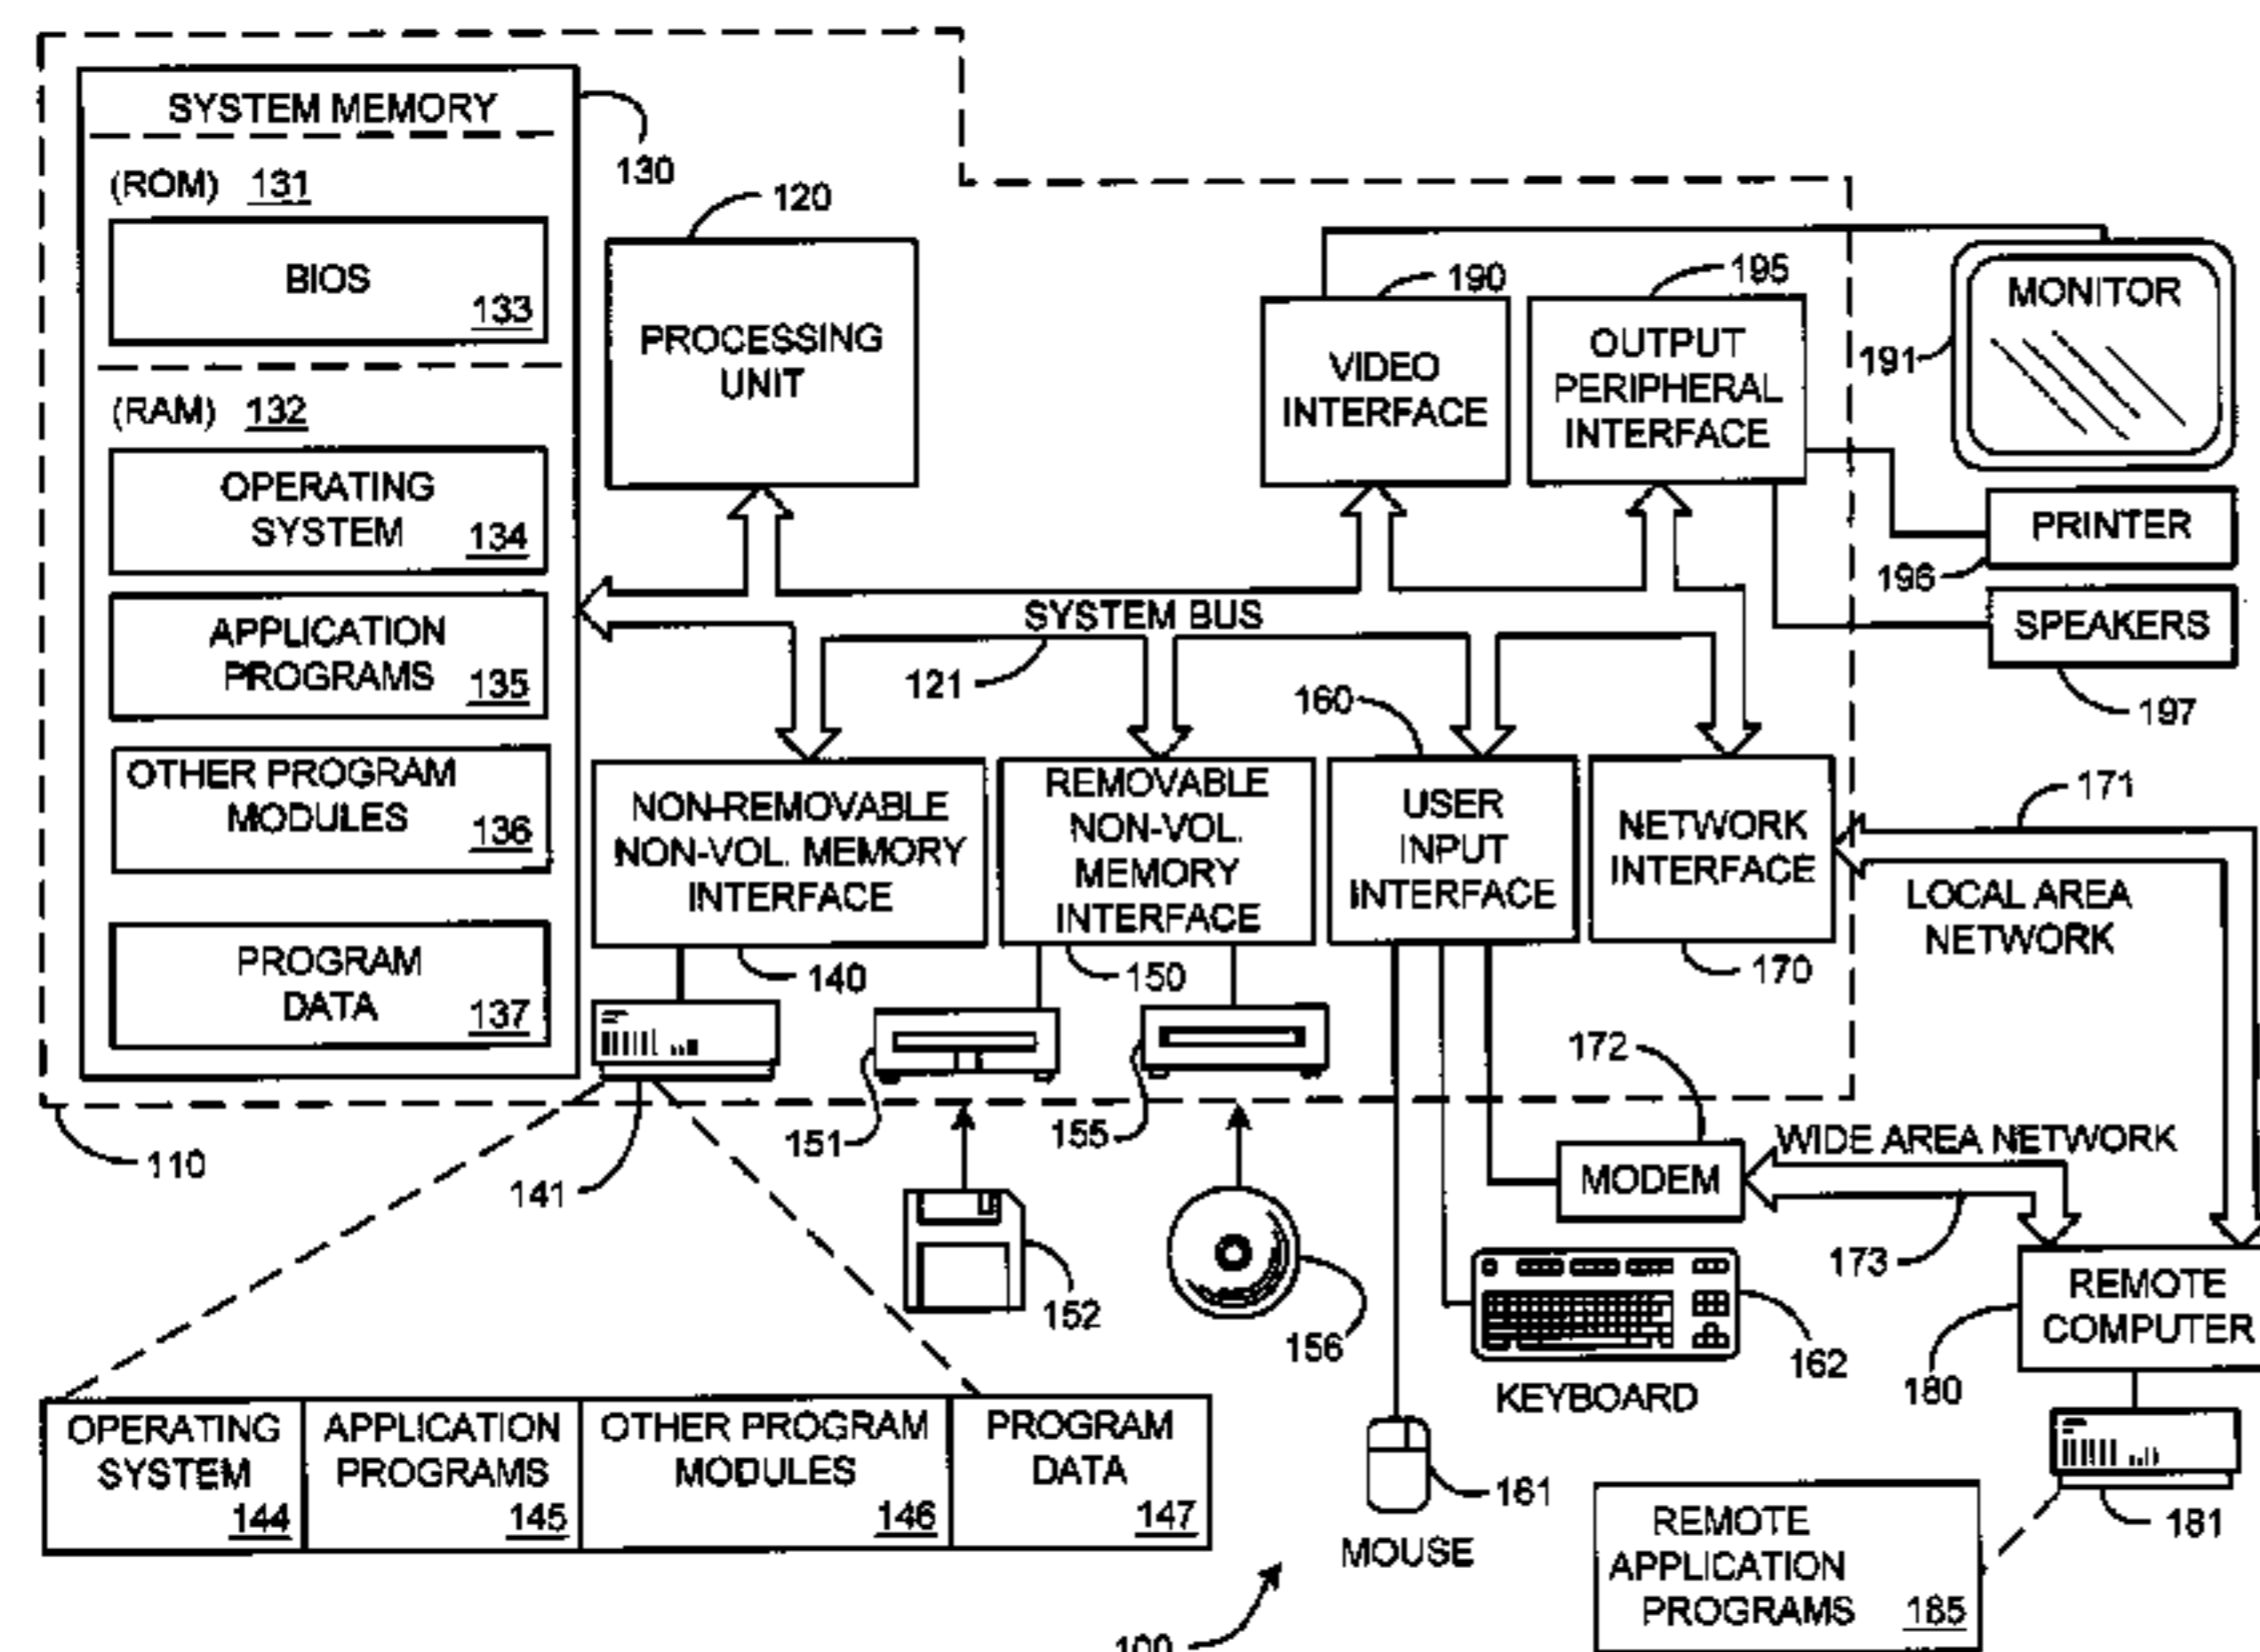 SYSTEM MEMORY
130
(ROM) 131
BIOS
133
(RAM) 132
OPERATING
SYSTEM 134
APPLICATION
PROGRAMS 135
OTHER PROGRAM
MODULES 136
PROGRAM
DATA 137
120
PROCESSING
UNIT
190
VIDEO
INTERFACE
195
OUTPUT
PERIPHERAL
INTERFACE
MONITOR
191
PRINTER
196
SPEAKERS
197
SYSTEM BUS
121
NON-REMOVABLE
NON-VOL. MEMORY
INTERFACE
140
REMOVABLE
NON-VOL.
MEMORY
INTERFACE
150
160
USER
INPUT
INTERFACE
NETWORK
INTERFACE
170
171
LOCAL AREA
NETWORK
110
141
151
152
155
156
172
MODEM
WIDE AREA NETWORK
173
162
KEYBOARD
REMOTE
COMPUTER
180
181
OPERATING
SYSTEM
144
APPLICATION
PROGRAMS
145
OTHER PROGRAM
MODULES
146
PROGRAM
DATA
147
161
MOUSE
REMOTE
APPLICATION
PROGRAMS 185
100